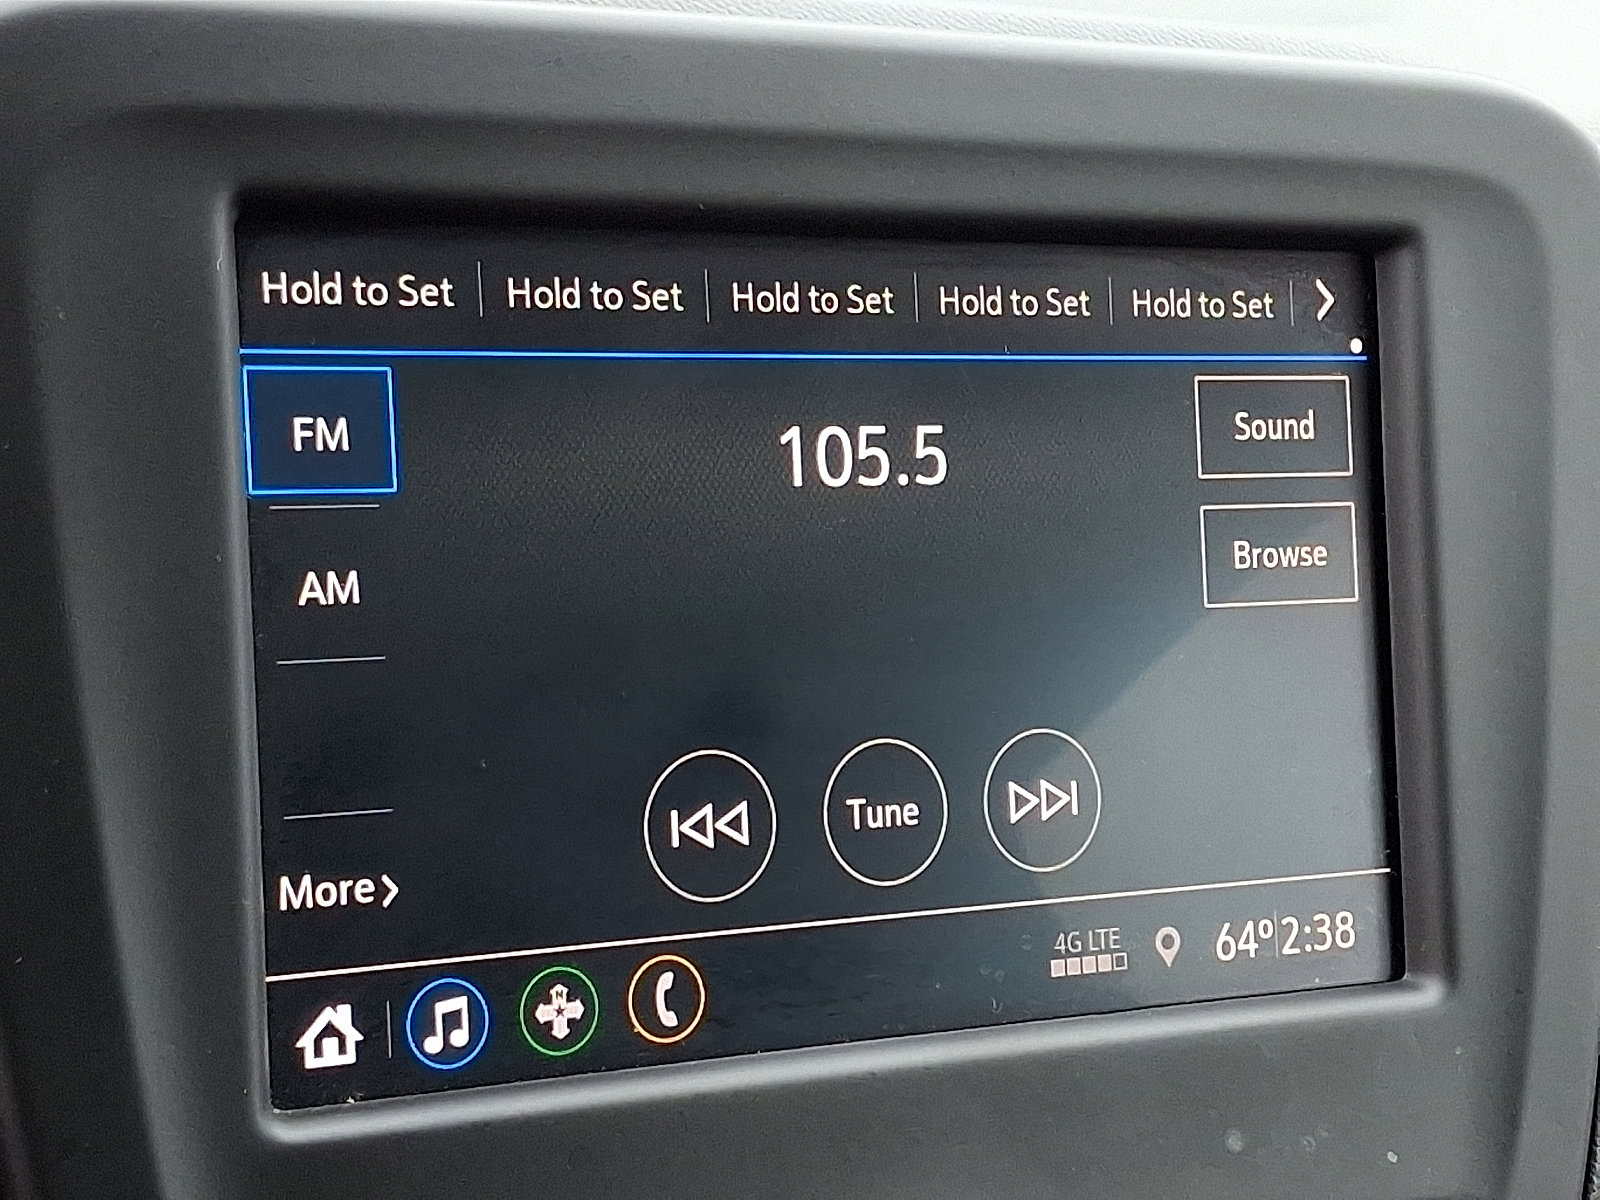 Hold to Set Hold to Set Hold to Set Hold to Set Hold to Set
FM
105.5
Sound
Browse
AM
Tune
More
4G LTE
64° 2:38
N